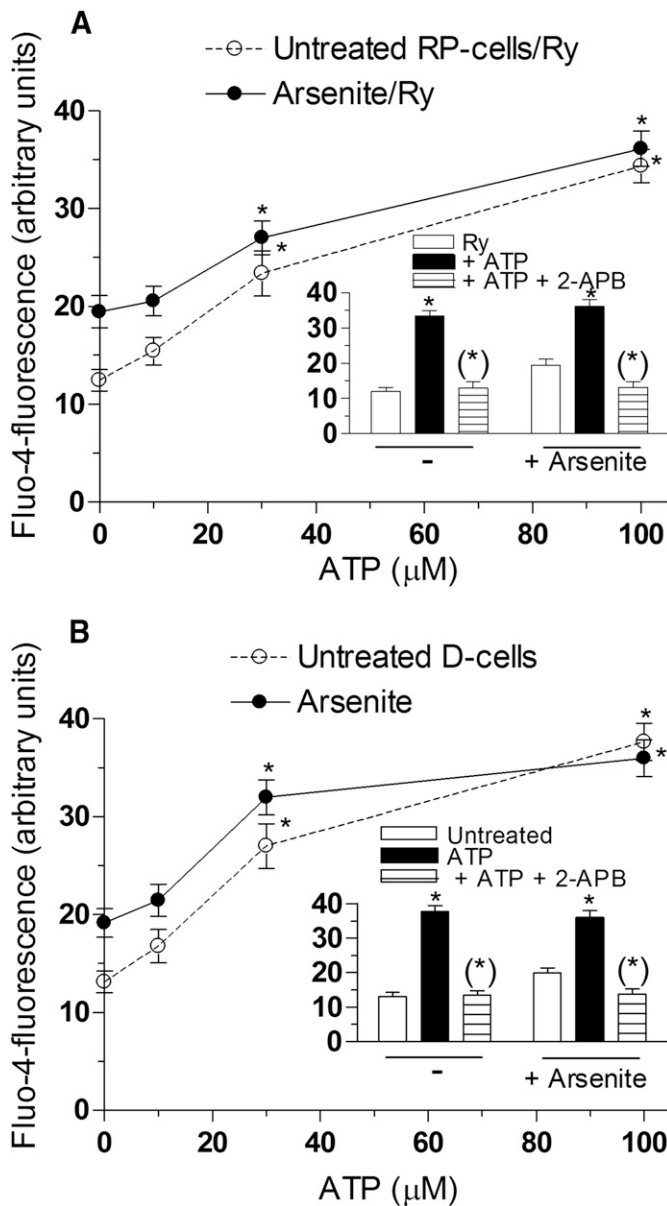 A
Untreated RP-cells/Ry
Arsenite/Ry
Fluo-4-fluorescence (arbitrary units)
40
30
20
10
0
* * * *
Ry
+ ATP
+ ATP + 2-APB
40
30
20
10
0
* (*) * (*)
- + Arsenite
0 20 40 60 80 100
ATP (μM)
B
Untreated D-cells
Arsenite
Fluo-4-fluorescence (arbitrary units)
40
30
20
10
0
* * * *
Untreated
ATP
+ ATP + 2-APB
40
30
20
10
0
* (*) * (*)
- + Arsenite
0 20 40 60 80 100
ATP (μM)